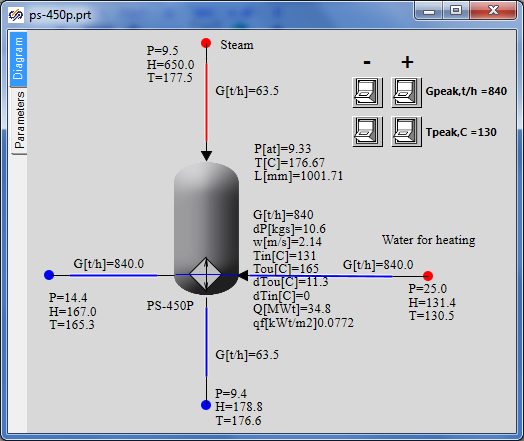 ps-450p.prt
Diagram
Parameters
Steam
P=9.5
H=650.0
T=177.5
G[t/h]=63.5
- +
Gpeak,t/h =840
Tpeak,C =130
P[at]=9.33
T[C]=176.67
L[mm]=1001.71
G[t/h]=840
dP[kgs]=10.6
w[m/s]=2.14
Tin[C]=131
Tou[C]=165
dTou[C]=11.3
dTin[C]=0
Q[MWt]=34.8
qf[kWt/m2]0.0772
Water for heating
G[t/h]=840.0
G[t/h]=840.0
P=14.4
H=167.0
T=165.3
PS-450P
P=25.0
H=131.4
T=130.5
G[t/h]=63.5
P=9.4
H=178.8
T=176.6